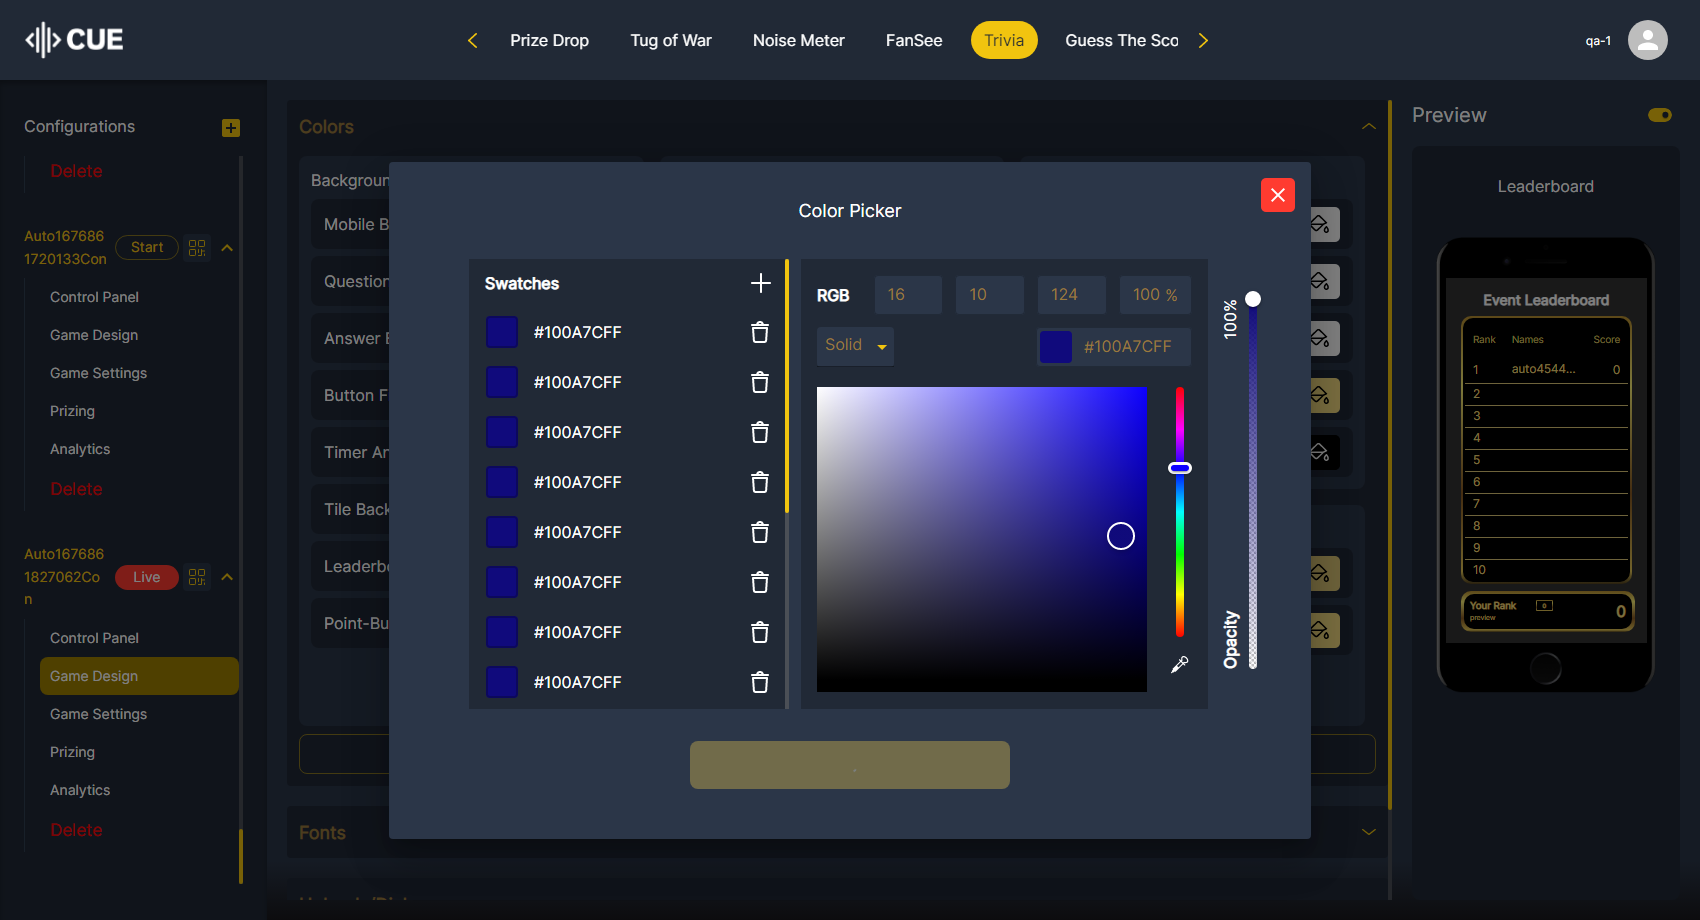 CUE
Prize Drop
Tug of War
Noise Meter
FanSee
Trivia
Guess The Sco
qa-1
Configurations
Delete
Auto167686
1720133Con
Start
Control Panel
Game Design
Game Settings
Prizing
Analytics
Delete
Auto167686
1827062Co
n
Live
Control Panel
Game Design
Game Settings
Prizing
Analytics
Delete
Colors
Backgroun
Mobile B
Question
Answer B
Button F
Timer An
Tile Back
Leaderbo
Point-Bu
Fonts
Color Picker
Swatches
#100A7CFF
#100A7CFF
#100A7CFF
#100A7CFF
#100A7CFF
#100A7CFF
#100A7CFF
#100A7CFF
RGB
16
10
124
100 %
Solid
#100A7CFF
100%
Opacity
Preview
Leaderboard
Event Leaderboard
Rank Names Score
1 auto4544... 0
2
3
4
5
6
7
8
9
10
Your Rank
preview
0
0